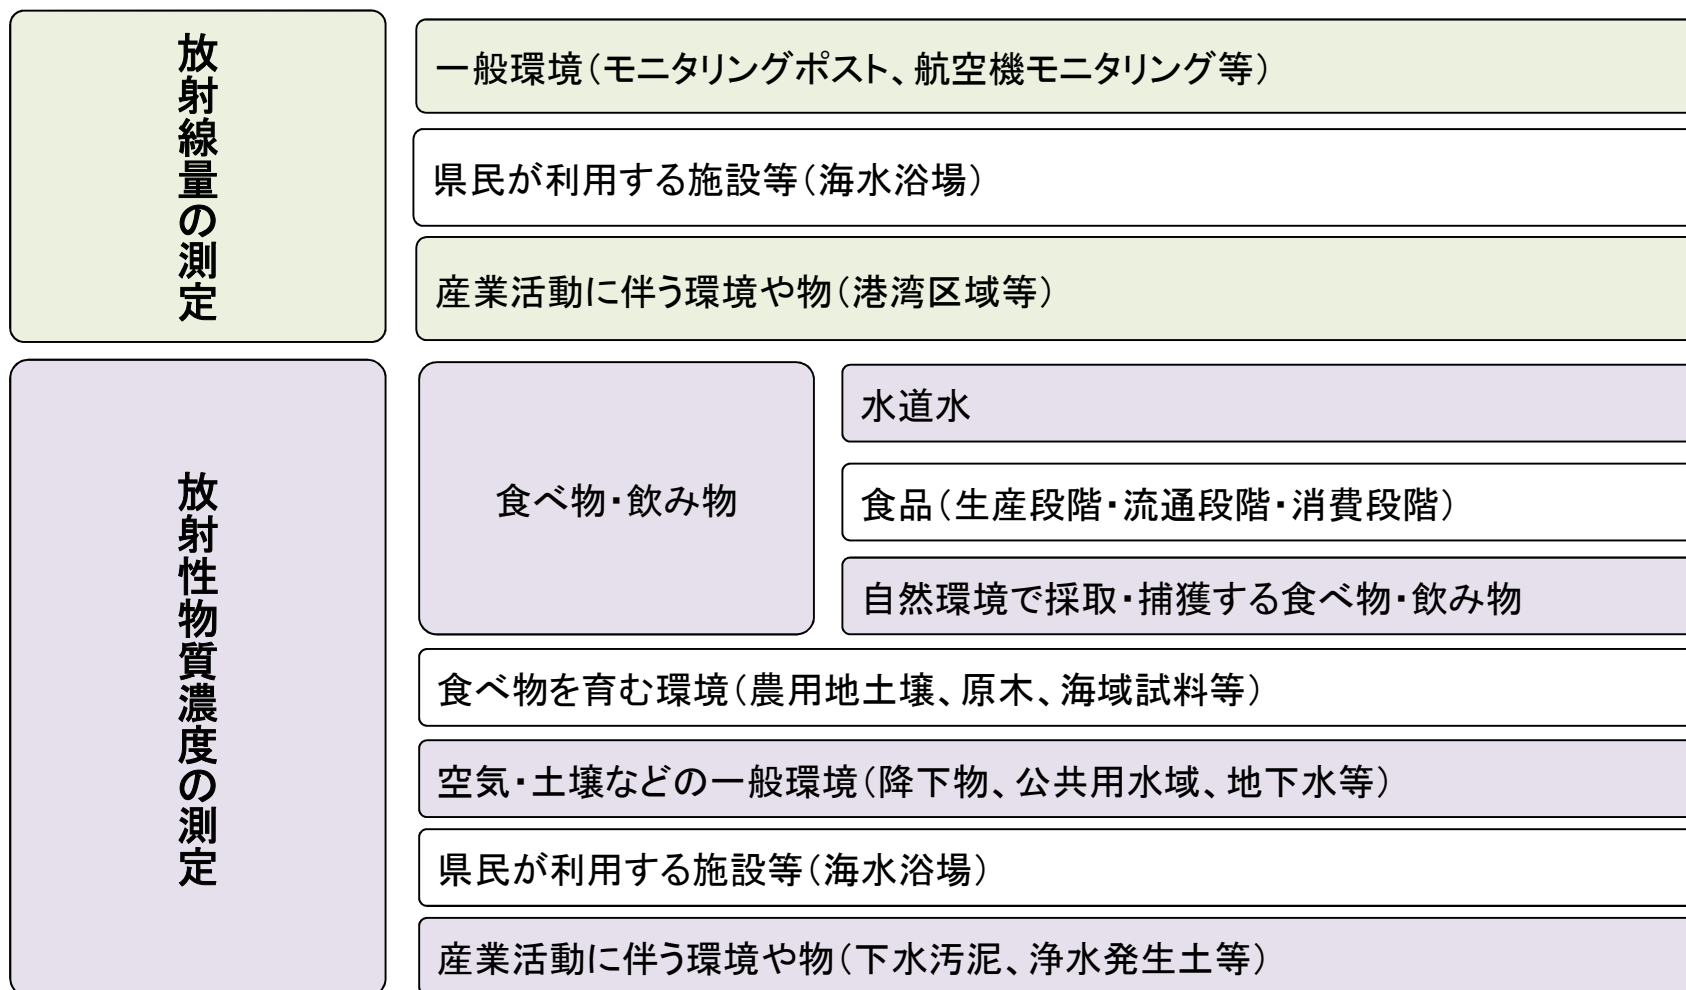 放射線量の測定
一般環境（モニタリングポスト、航空機モニタリング等）
県民が利用する施設等（海水浴場）
産業活動に伴う環境や物（港湾区域等）
放射性物質濃度の測定
食べ物・飲み物
水道水
食品（生産段階・流通段階・消費段階）
自然環境で採取・捕獲する食べ物・飲み物
食べ物を育む環境（農用地土壌、原木、海域試料等）
空気・土壌などの一般環境（降下物、公共用水域、地下水等）
県民が利用する施設等（海水浴場）
産業活動に伴う環境や物（下水汚泥、浄水発生土等）